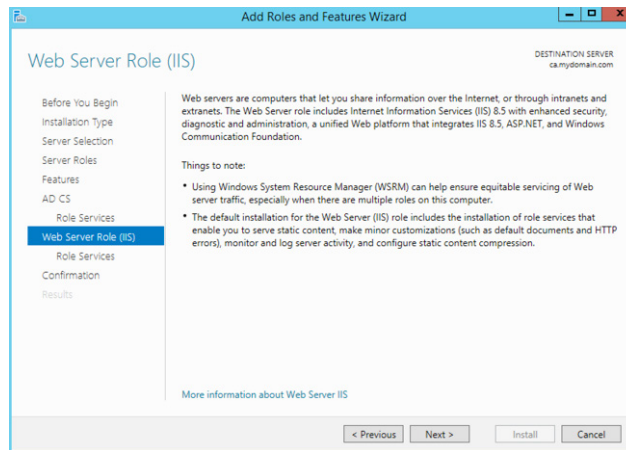 Add Roles and Features Wizard
Web Server Role (IIS)
DESTINATION SERVER
ca.mydomain.com
Before You Begin
Installation Type
Server Selection
Server Roles
Features
AD CS
Role Services
Web Server Role (IIS)
Role Services
Confirmation
Results
Web servers are computers that let you share information over the Internet, or through intranets and
extranets. The Web Server role includes Internet Information Services (IIS) 8.5 with enhanced security,
diagnostic and administration, a unified Web platform that integrates IIS 8.5, ASP.NET, and Windows
Communication Foundation.
Things to note:
• Using Windows System Resource Manager (WSRM) can help ensure equitable servicing of Web
server traffic, especially when there are multiple roles on this computer.
• The default installation for the Web Server (IIS) role includes the installation of role services that
enable you to serve static content, make minor customizations (such as default documents and HTTP
errors), monitor and log server activity, and configure static content compression.
More information about Web Server IIS
< Previous
Next >
Install
Cancel